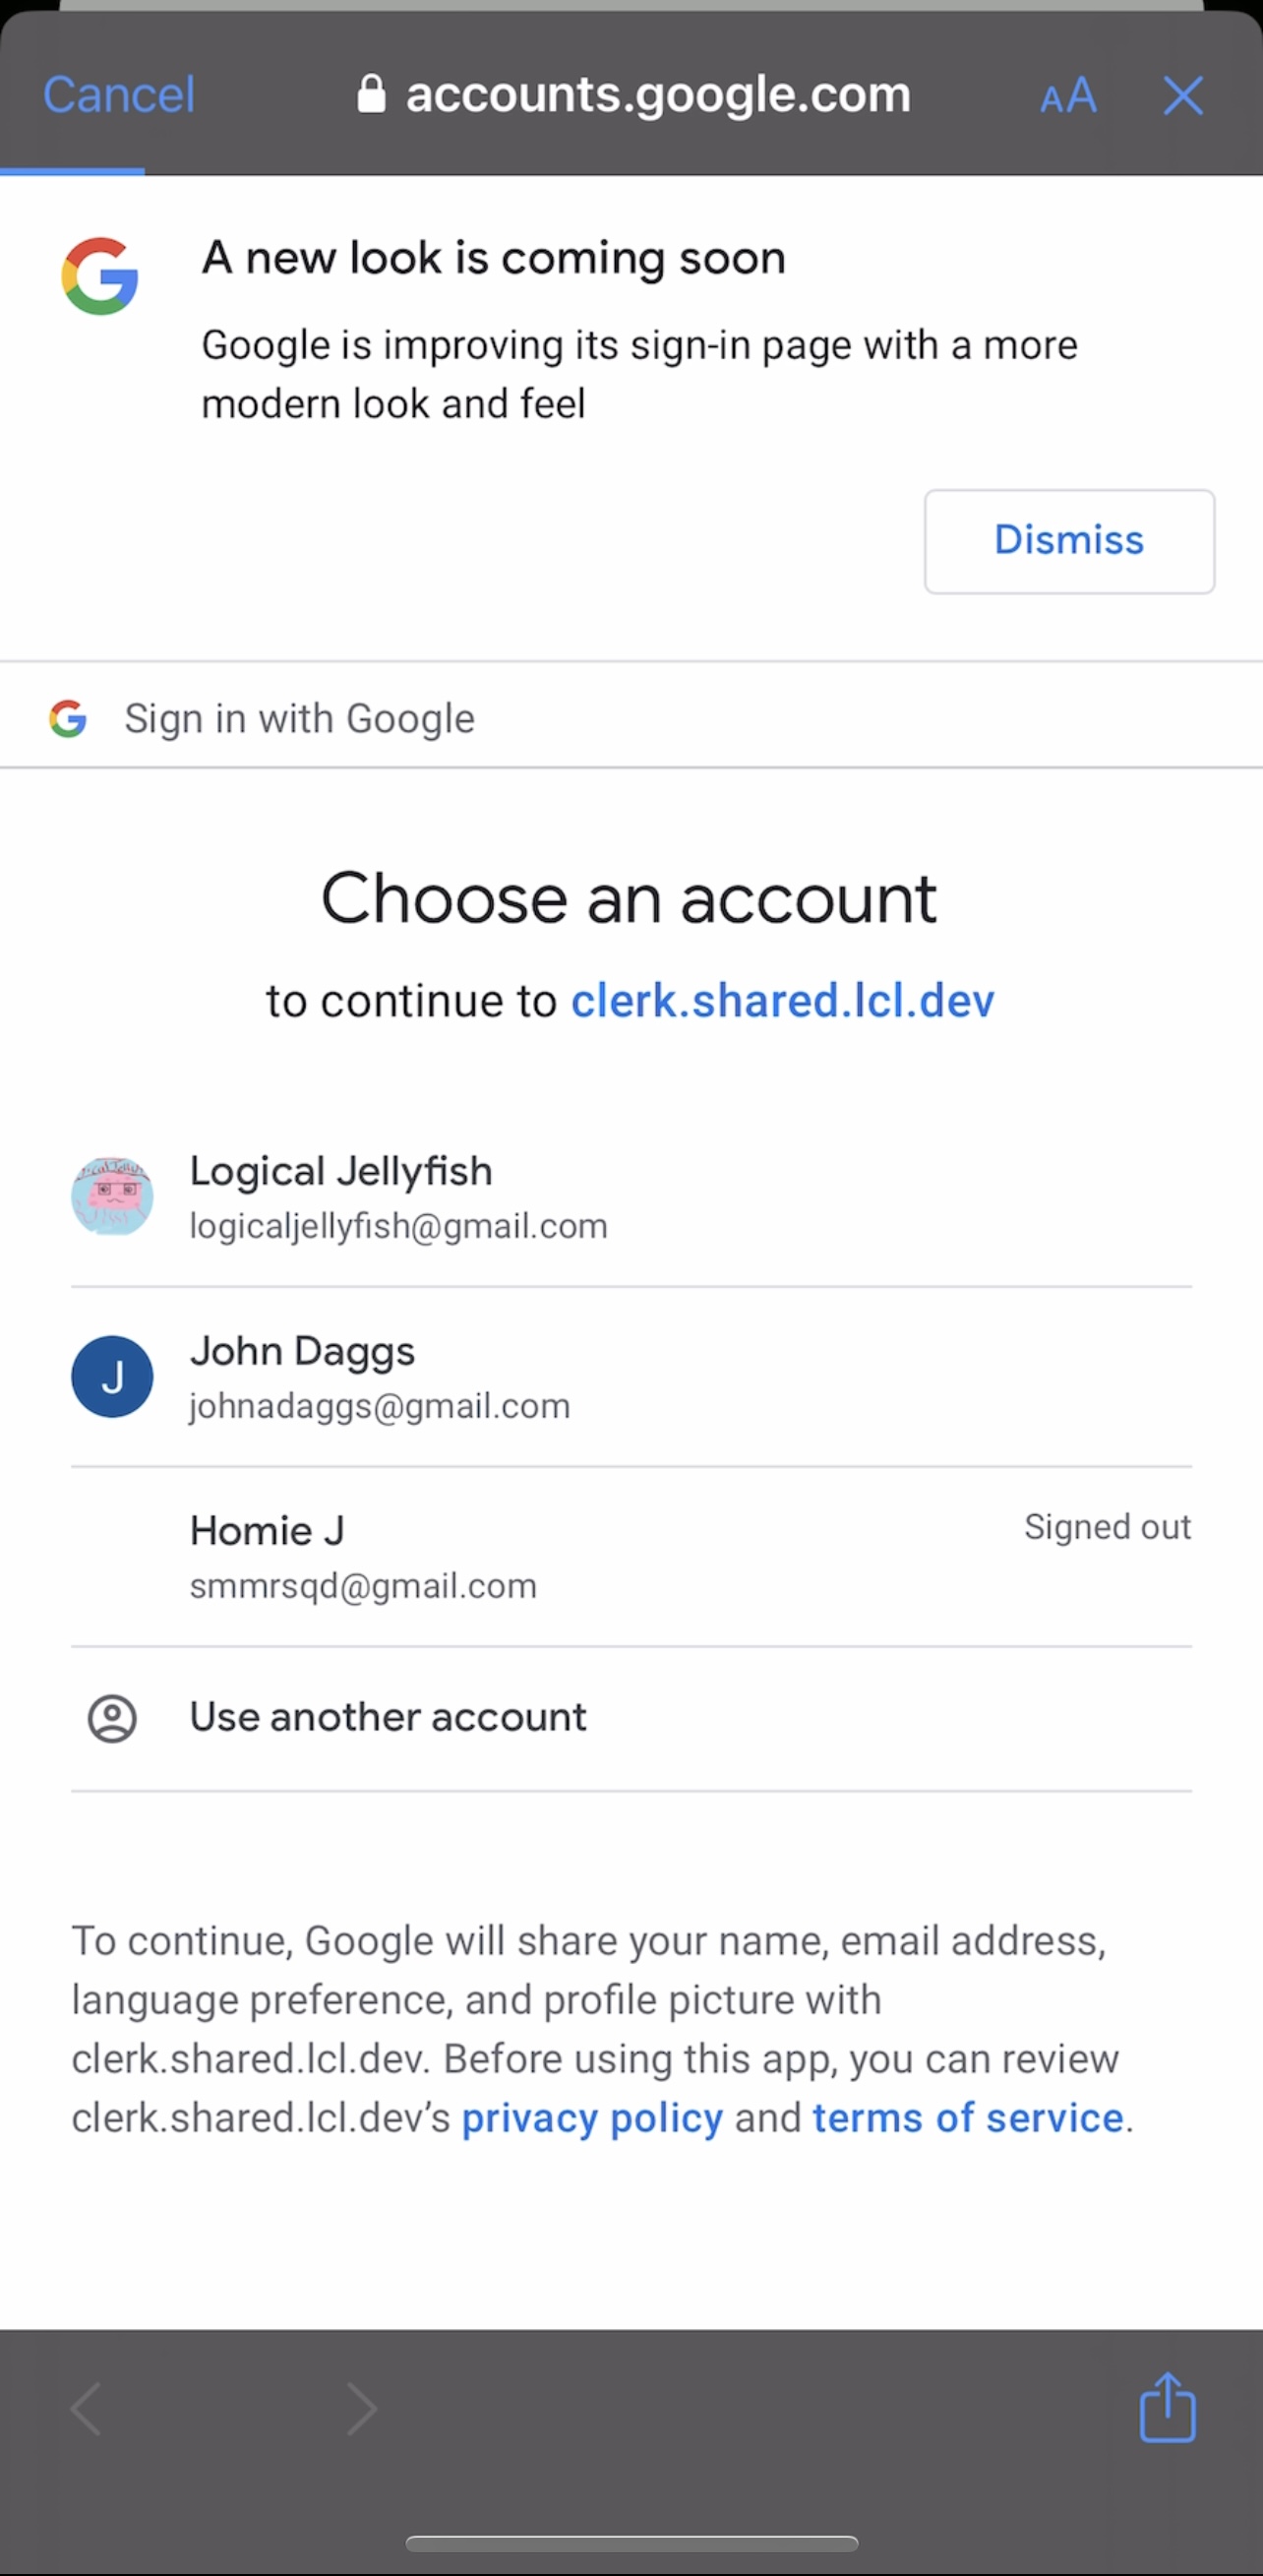 Cancel
accounts.google.com
AA
A new look is coming soon
Google is improving its sign-in page with a more
modern look and feel
Dismiss
Sign in with Google
Choose an account
to continue to clerk.shared.lcl.dev
Logical Jellyfish
logicaljellyfish@gmail.com
J
John Daggs
johnadaggs@gmail.com
Homie J
Signed out
smmrsqd@gmail.com
Use another account
To continue, Google will share your name, email address,
language preference, and profile picture with
clerk.shared.lcl.dev. Before using this app, you can review
clerk.shared.lcl.dev’s privacy policy and terms of service.